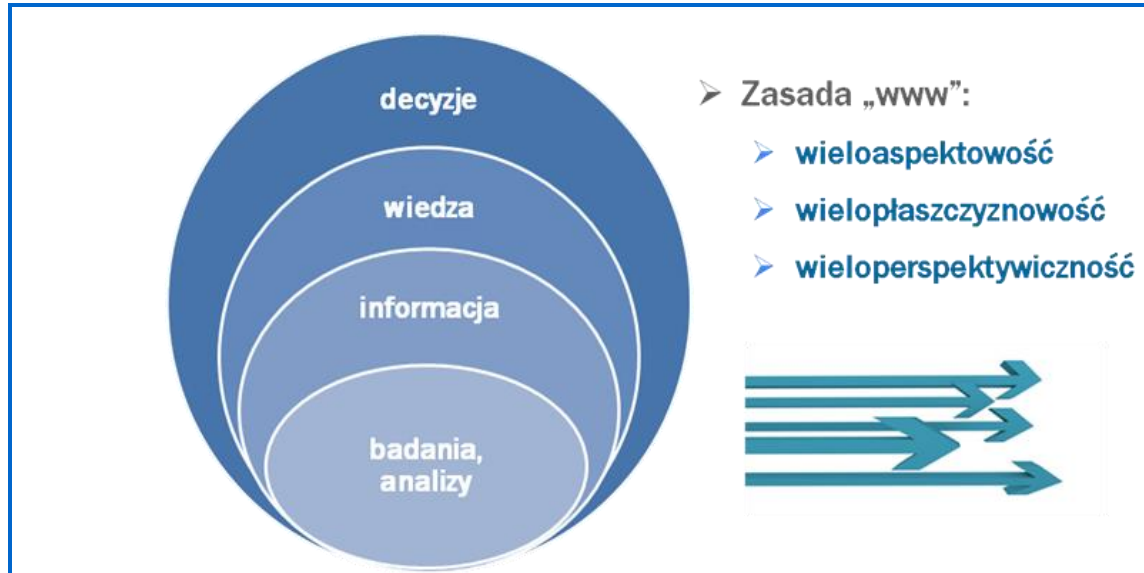 decyzje
wiedza
informacja
badania,
analizy
Zasada „www”:
wieloaspektowość
wielopłaszczyznowość
wieloperspektywiczność